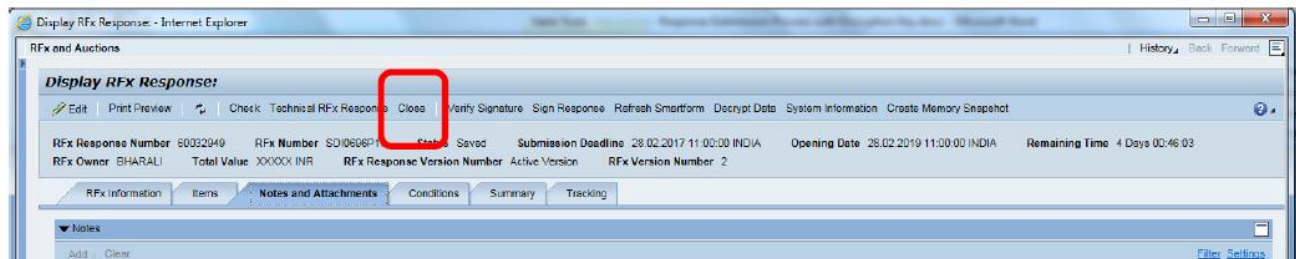 Display RFx Response: - Internet Explorer
RFx and Auctions | History Back Forward
Display RFx Response:
Edit | Print Preview | Check Technical RFx Response Close | Verify Signature Sign Response Refresh Smartform Decrypt Data System Information Create Memory Snapshot
RFx Response Number 60032949 RFx Number Status Saved Submission Deadline 28.02.2017 11:00:00 INDIA Opening Date 28.02.2019 11:00:00 INDIA Remaining Time 4 Days 00:46:03
RFx Owner BHARALI Total Value XXXXX INR RFx Response Version Number Active Version RFx Version Number 2
RFx Information Items Notes and Attachments Conditions Summary Tracking
Notes
Add Clear Filter Settings